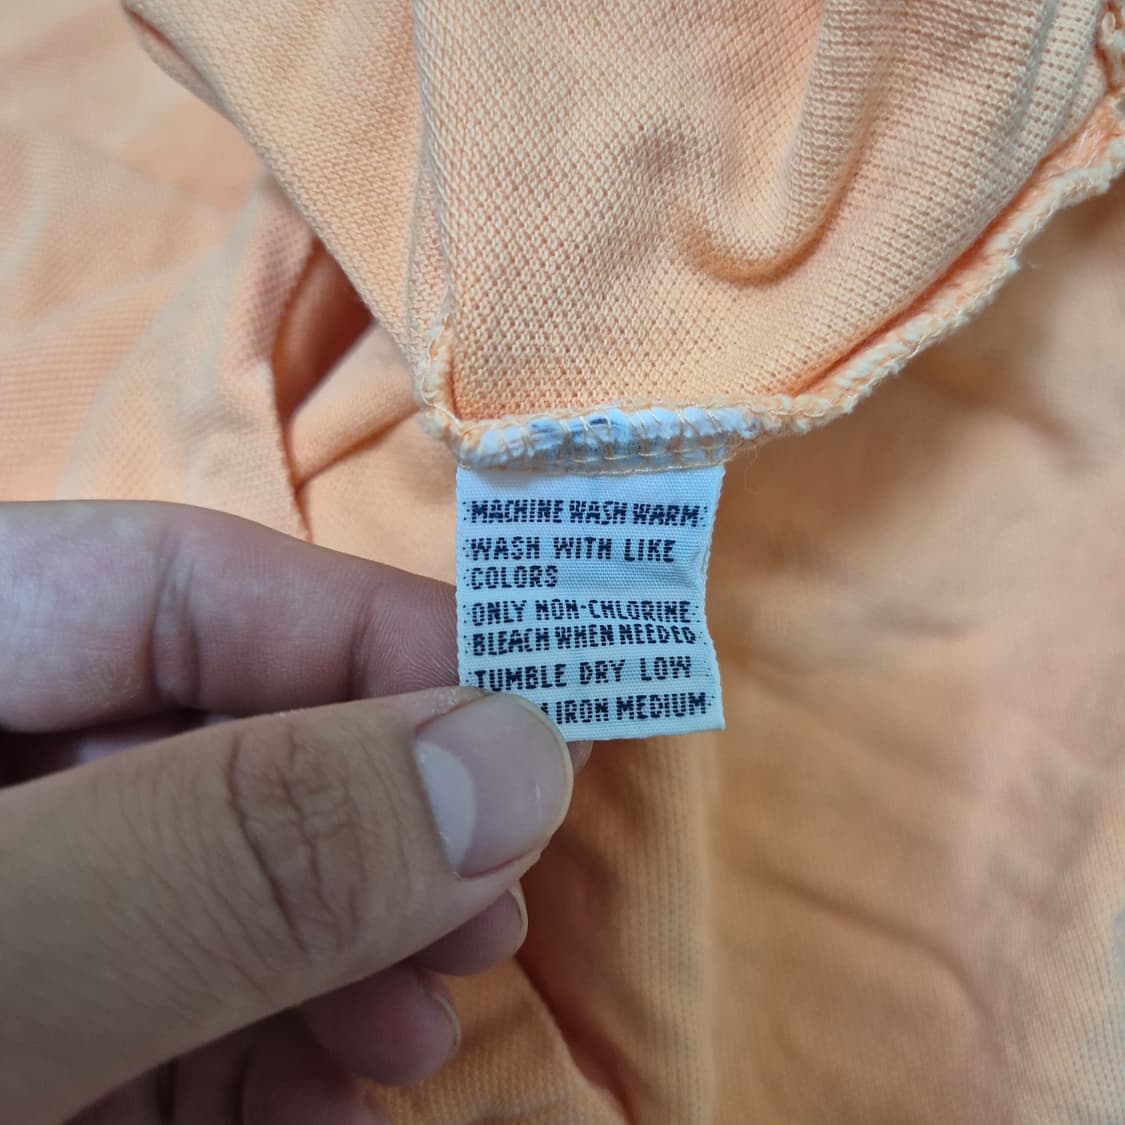 MACHINE WASH WARM
WASH WITH LIKE
COLORS
ONLY NON-CHLORINE
BLEACH WHEN NEEDED
TUMBLE DRY LOW
IRON MEDIUM